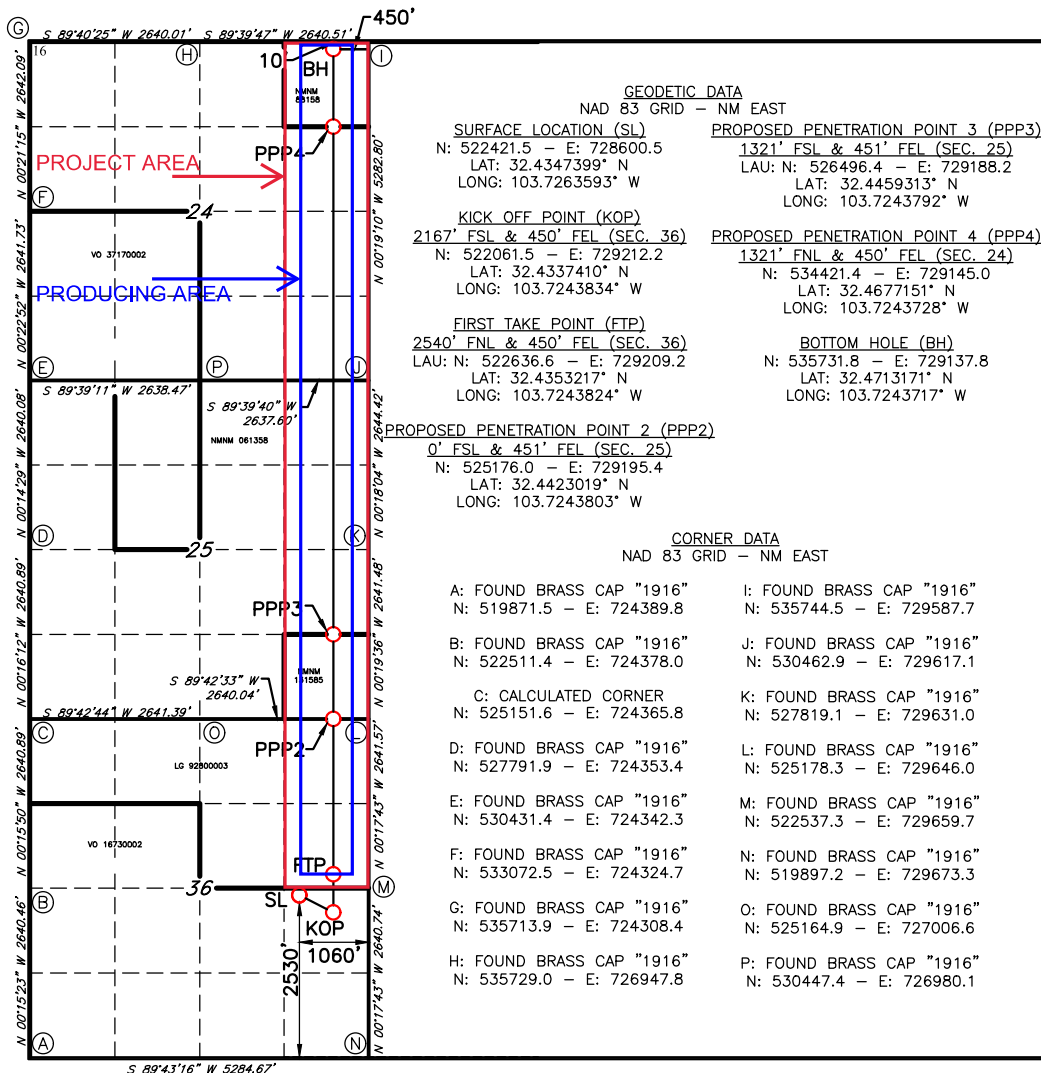 G
S 89°40'25" W 2640.01'
S 89°39'47" W 2640.51'
450'
16
H
10'
BH
I
NMNM
N 00°21'15" W 2642.09'
PPP4
PROJECT AREA
N 00°19'10" W 5282.80'
F
24
VO 37170002
N 00°22'52" W 2641.73'
PRODUCING AREA
E
P
J
S 89°39'11" W 2638.47'
S 89°39'40" W
2637.60'
NMNM 061358
N 00°14'29" W 2640.08'
N 00°18'04" W 2644.42'
D
K
25
PPP3
N 00°16'12" W 2640.89'
N 00°19'36" W 2641.48'
NMNM
S 89°42'33" W
2640.04'
S 89°42'44" W 2641.39'
C
O
L
PPP2
LG 92800003
N 00°15'50" W 2640.89'
N 00°17'43" W 2641.57'
VO 16730002
FTP
36
M
B
SL
KOP
1060'
2530'
N 00°15'23" W 2640.46'
N 00°17'43" W 2640.74'
A
N
S 89°43'16" W 5284.67'
GEODETIC DATA
NAD 83 GRID – NM EAST
SURFACE LOCATION (SL)
N: 522421.5 – E: 728600.5
LAT: 32.4347399° N
LONG: 103.7263593° W
KICK OFF POINT (KOP)
2167' FSL & 450' FEL (SEC. 36)
N: 522061.5 – E: 729212.2
LAT: 32.4337410° N
LONG: 103.7243834° W
FIRST TAKE POINT (FTP)
2540' FNL & 450' FEL (SEC. 36)
LAU: N: 522636.6 – E: 729209.2
LAT: 32.4353217° N
LONG: 103.7243824° W
PROPOSED PENETRATION POINT 2 (PPP2)
0' FSL & 451' FEL (SEC. 25)
N: 525176.0 – E: 729195.4
LAT: 32.4423019° N
LONG: 103.7243803° W
PROPOSED PENETRATION POINT 3 (PPP3)
1321' FSL & 451' FEL (SEC. 25)
LAU: N: 526496.4 – E: 729188.2
LAT: 32.4459313° N
LONG: 103.7243792° W
PROPOSED PENETRATION POINT 4 (PPP4)
1321' FNL & 450' FEL (SEC. 24)
N: 534421.4 – E: 729145.0
LAT: 32.4677151° N
LONG: 103.7243728° W
BOTTOM HOLE (BH)
N: 535731.8 – E: 729137.8
LAT: 32.4713171° N
LONG: 103.7243717° W
CORNER DATA
NAD 83 GRID – NM EAST
A: FOUND BRASS CAP "1916"
N: 519871.5 – E: 724389.8
B: FOUND BRASS CAP "1916"
N: 522511.4 – E: 724378.0
C: CALCULATED CORNER
N: 525151.6 – E: 724365.8
D: FOUND BRASS CAP "1916"
N: 527791.9 – E: 724353.4
E: FOUND BRASS CAP "1916"
N: 530431.4 – E: 724342.3
F: FOUND BRASS CAP "1916"
N: 533072.5 – E: 724324.7
G: FOUND BRASS CAP "1916"
N: 535713.9 – E: 724308.4
H: FOUND BRASS CAP "1916"
N: 535729.0 – E: 726947.8
I: FOUND BRASS CAP "1916"
N: 535744.5 – E: 729587.7
J: FOUND BRASS CAP "1916"
N: 530462.9 – E: 729617.1
K: FOUND BRASS CAP "1916"
N: 527819.1 – E: 729631.0
L: FOUND BRASS CAP "1916"
N: 525178.3 – E: 729646.0
M: FOUND BRASS CAP "1916"
N: 522537.3 – E: 729659.7
N: FOUND BRASS CAP "1916"
N: 519897.2 – E: 729673.3
O: FOUND BRASS CAP "1916"
N: 525164.9 – E: 727006.6
P: FOUND BRASS CAP "1916"
N: 530447.4 – E: 726980.1